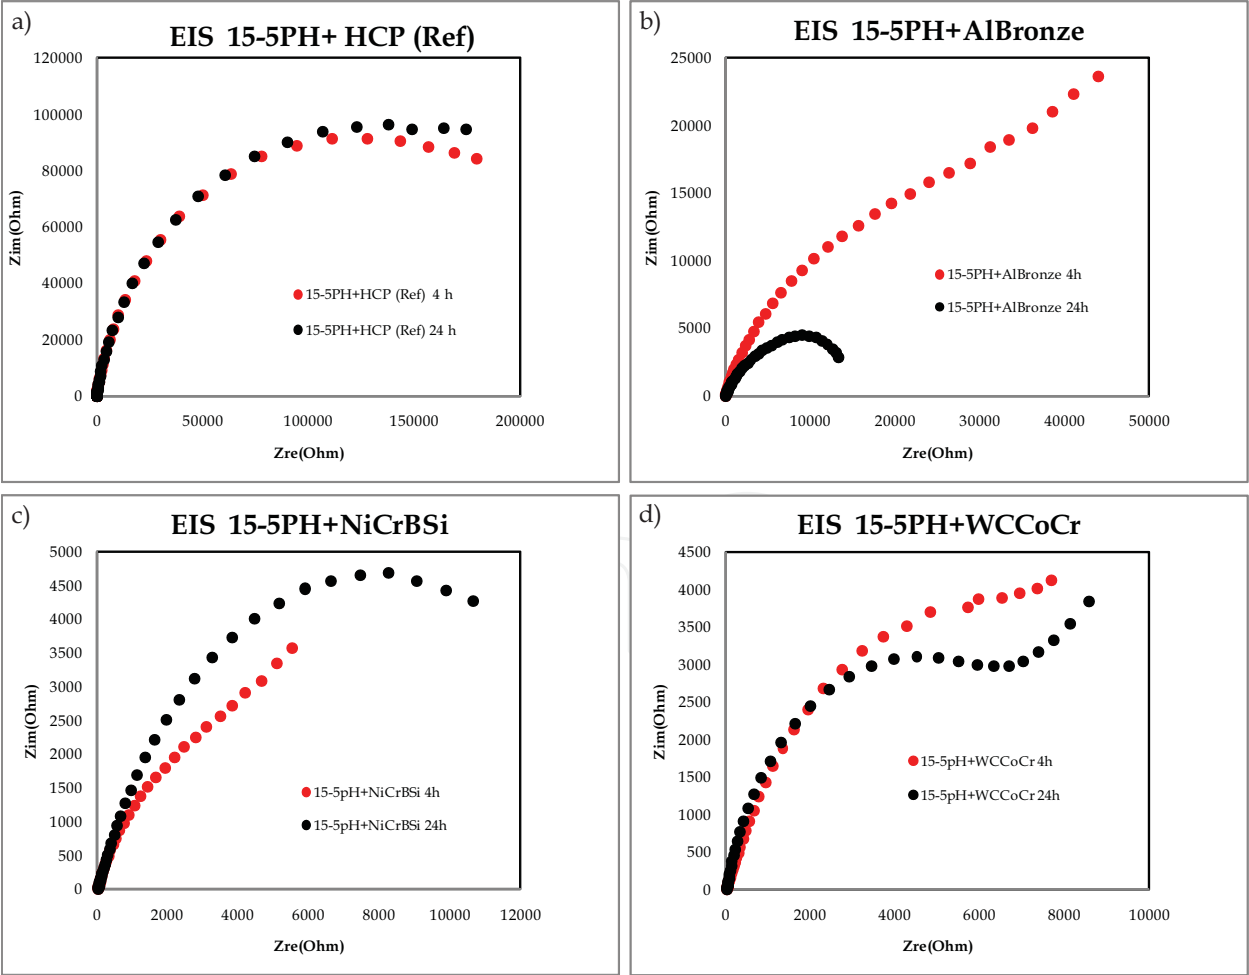 a)
EIS 15-5PH+ HCP (Ref)
120000
100000
80000
60000
40000
20000
0
Zim(Ohm)
15-5PH+HCP (Ref) 4 h
15-5PH+HCP (Ref) 24 h
0 50000 100000 150000 200000
Zre(Ohm)
b)
EIS 15-5PH+AlBronze
25000
20000
15000
10000
5000
0
Zim(Ohm)
15-5PH+AlBronze 4h
15-5PH+AlBronze 24h
0 10000 20000 30000 40000 50000
Zre(Ohm)
c)
EIS 15-5PH+NiCrBSi
5000
4500
4000
3500
3000
2500
2000
1500
1000
500
0
Zim(Ohm)
15-5pH+NiCrBSi 4h
15-5pH+NiCrBSi 24h
0 2000 4000 6000 8000 10000 12000
Zre(Ohm)
d)
EIS 15-5PH+WCCoCr
4500
4000
3500
3000
2500
2000
1500
1000
500
0
Zim(Ohm)
15-5pH+WCCoCr 4h
15-5pH+WCCoCr 24h
0 2000 4000 6000 8000 10000
Zre(Ohm)